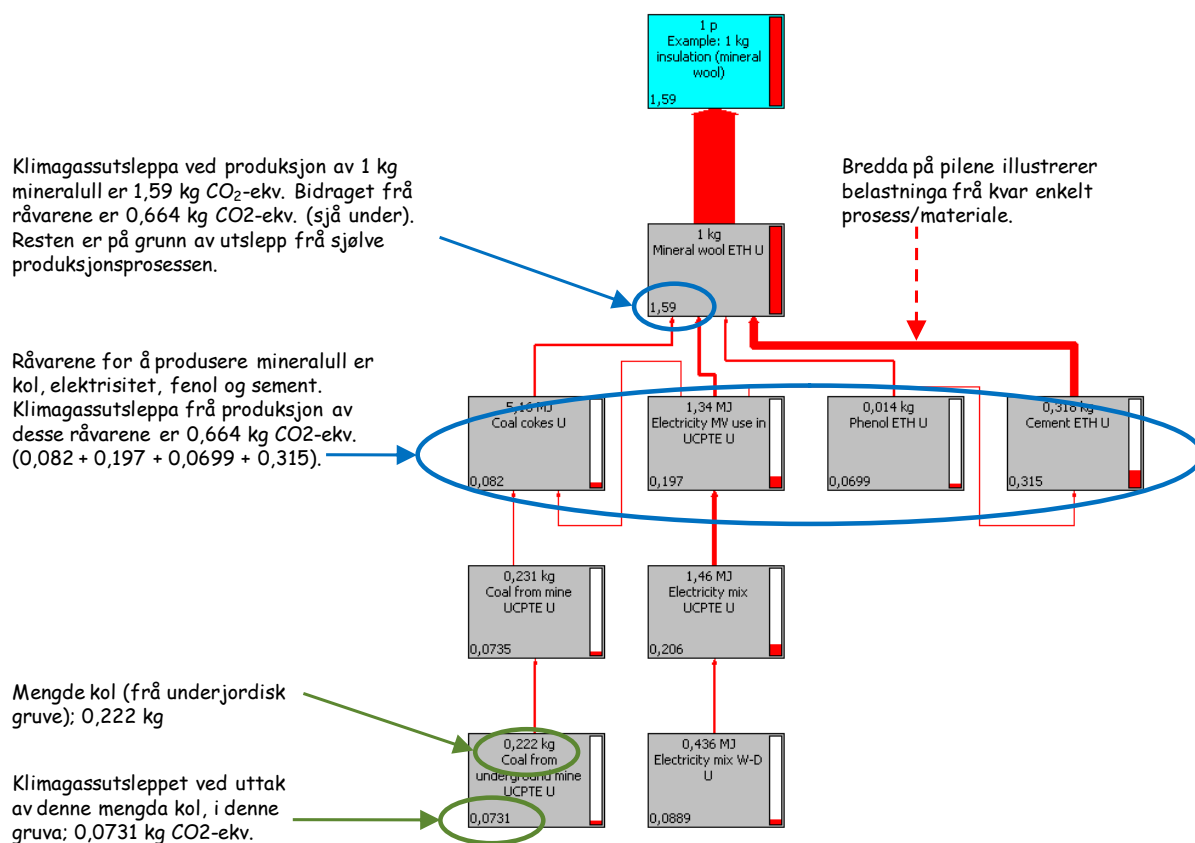 1 p
Example: 1 kg
insulation (mineral
wool)
1,59
Klimagassutsleppa ved produksjon av 1 kg
mineralull er 1,59 kg CO₂-ekv. Bidraget frå
råvarene er 0,664 kg CO2-ekv. (sjå under).
Resten er på grunn av utslepp frå sjølve
produksjonsprosessen.
Bredda på pilene illustrerer
belastninga frå kvar enkelt
prosess/materiale.
1 kg
Mineral wool ETH U
1,59
Råvarene for å produsere mineralull er
kol, elektrisitet, fenol og sement.
Klimagassutsleppa frå produksjon av
desse råvarene er 0,664 kg CO2-ekv.
(0,082 + 0,197 + 0,0699 + 0,315).
5,16 MJ
Coal cokes U
0,082
1,34 MJ
Electricity MV use in
UCPTE U
0,197
0,014 kg
Phenol ETH U
0,0699
0,318 kg
Cement ETH U
0,315
0,231 kg
Coal from mine
UCPTE U
0,0735
1,46 MJ
Electricity mix
UCPTE U
0,206
Mengde kol (frå underjordisk
gruve); 0,222 kg
Klimagassutsleppet ved uttak
av denne mengda kol, i denne
gruva; 0,0731 kg CO2-ekv.
0,222 kg
Coal from
underground mine
UCPTE U
0,0731
0,436 MJ
Electricity mix W-D
U
0,0889